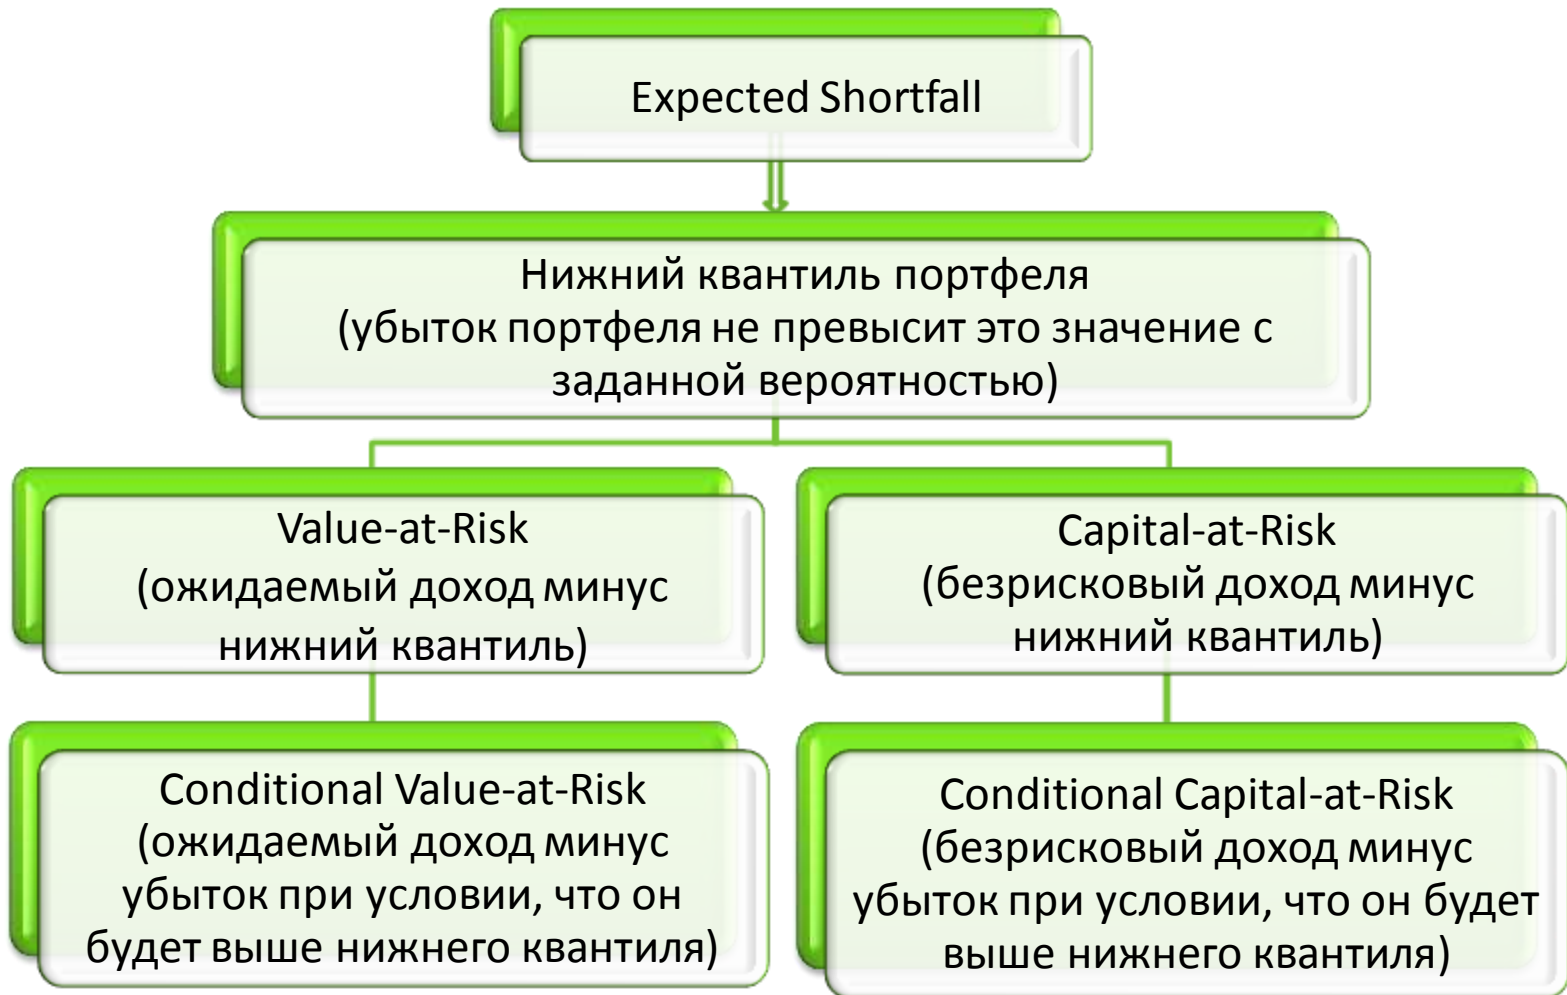 Expected Shortfall
Нижний квантиль портфеля
(убыток портфеля не превысит это значение с
заданной вероятностью)
Value-at-Risk
(ожидаемый доход минус
нижний квантиль)
Capital-at-Risk
(безрисковый доход минус
нижний квантиль)
Conditional Value-at-Risk
(ожидаемый доход минус
убыток при условии, что он
будет выше нижнего квантиля)
Conditional Capital-at-Risk
(безрисковый доход минус
убыток при условии, что он будет
выше нижнего квантиля)